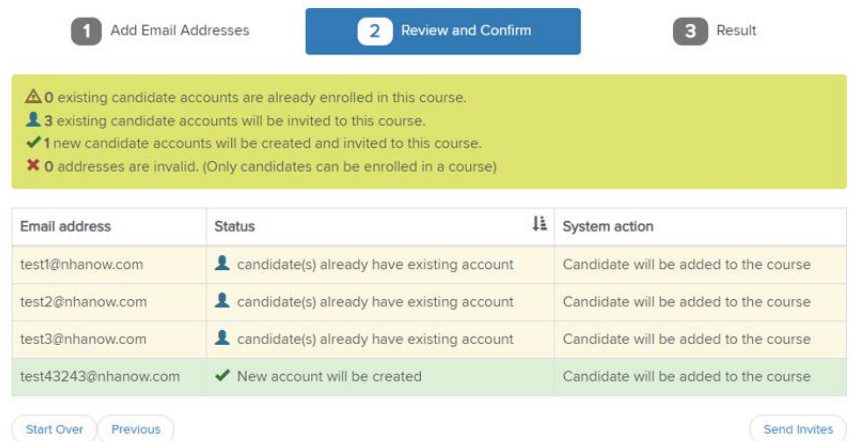 1 Add Email Addresses 2 Review and Confirm 3 Result
0 existing candidate accounts are already enrolled in this course.
3 existing candidate accounts will be invited to this course.
1 new candidate accounts will be created and invited to this course.
0 addresses are invalid. (Only candidates can be enrolled in a course)
Email address Status System action
test1@nhanow.com candidate(s) already have existing account Candidate will be added to the course
test2@nhanow.com candidate(s) already have existing account Candidate will be added to the course
test3@nhanow.com candidate(s) already have existing account Candidate will be added to the course
test43243@nhanow.com New account will be created Candidate will be added to the course
Start Over Previous Send Invites